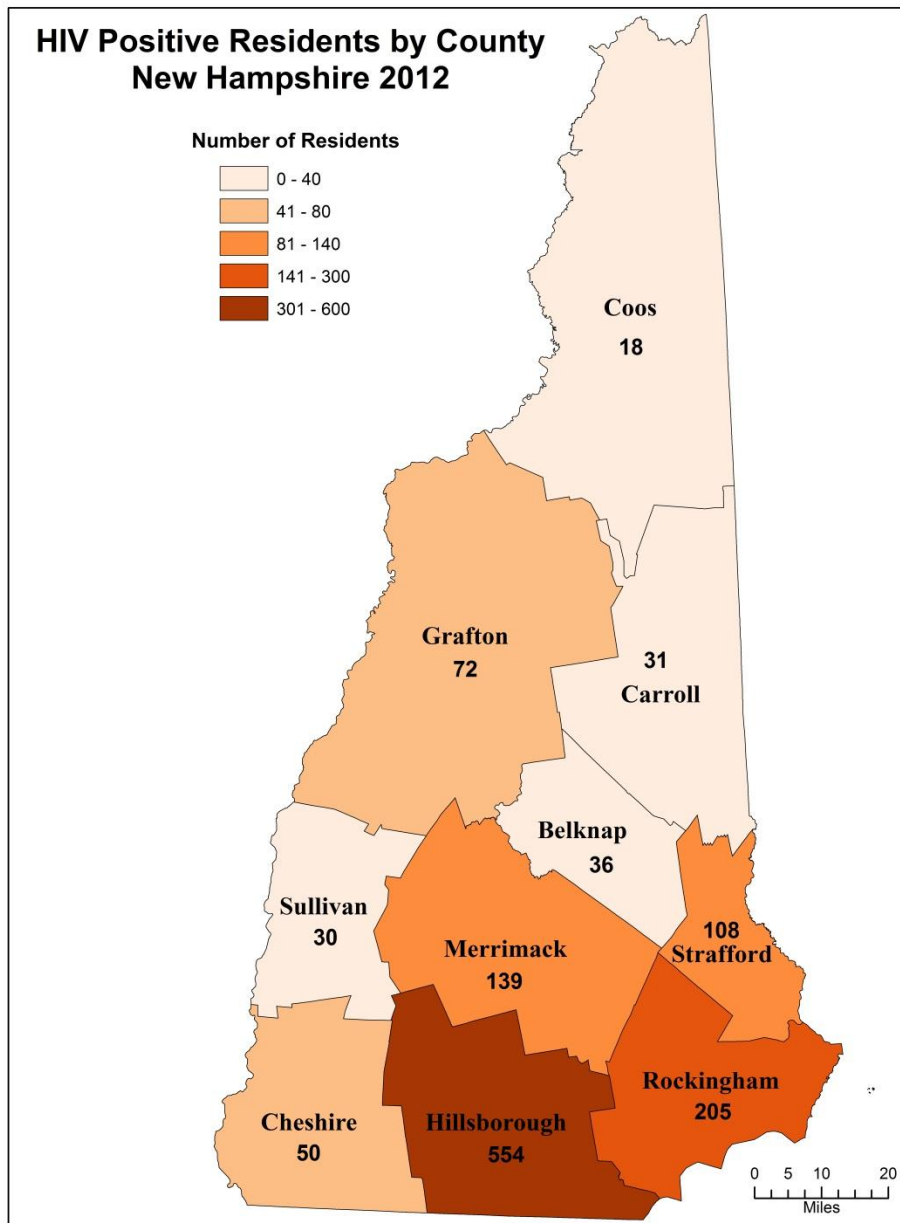 HIV Positive Residents by County
New Hampshire 2012
Number of Residents
0 - 40
41 - 80
81 - 140
141 - 300
301 - 600
Coos
18
Grafton
72
31
Carroll
Belknap
36
Sullivan
30
Merrimack
139
108
Strafford
Rockingham
205
Cheshire
50
Hillsborough
554
0 5 10 20
Miles